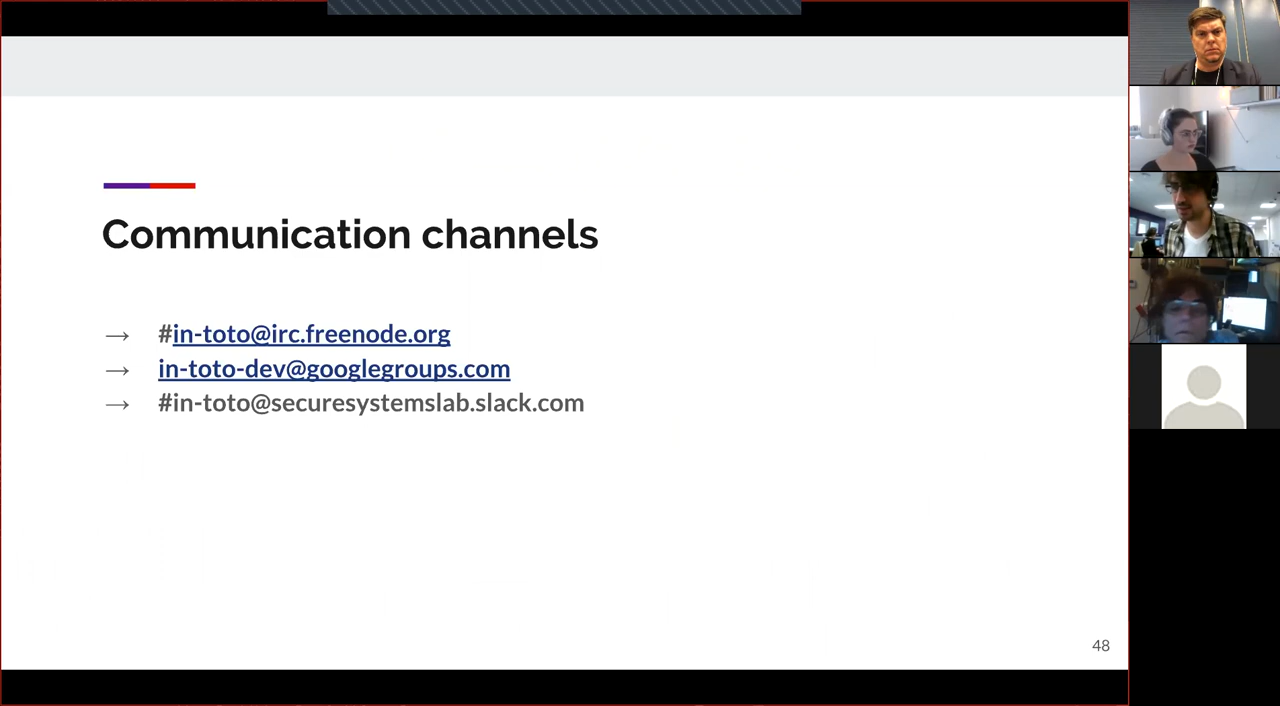 Communication channels
→ #in-toto@irc.freenode.org
→ in-toto-dev@googlegroups.com
→ #in-toto@securesystemslab.slack.com
48